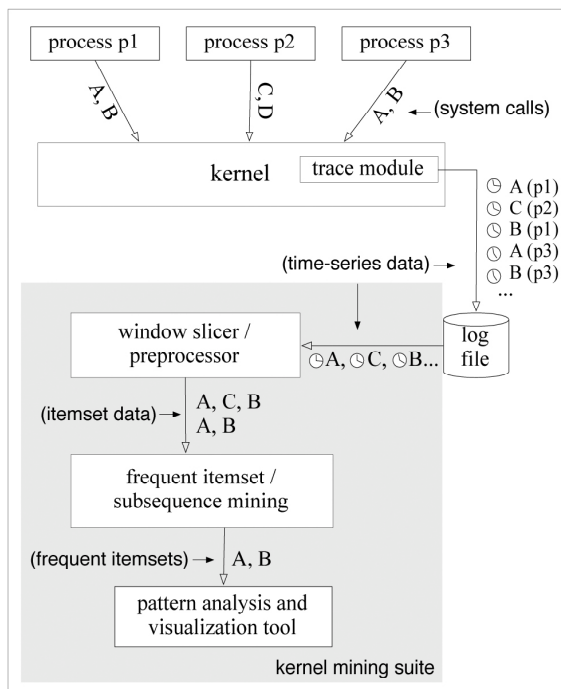 process p1
process p2
process p3
A, B
C, D
A, B
(system calls)
kernel
trace module
A (p1)
C (p2)
B (p1)
A (p3)
B (p3)
...
(time-series data)
window slicer /
preprocessor
A, C, B...
log
file
(itemset data)
A, C, B
A, B
frequent itemset /
subsequence mining
(frequent itemsets)
A, B
pattern analysis and
visualization tool
kernel mining suite